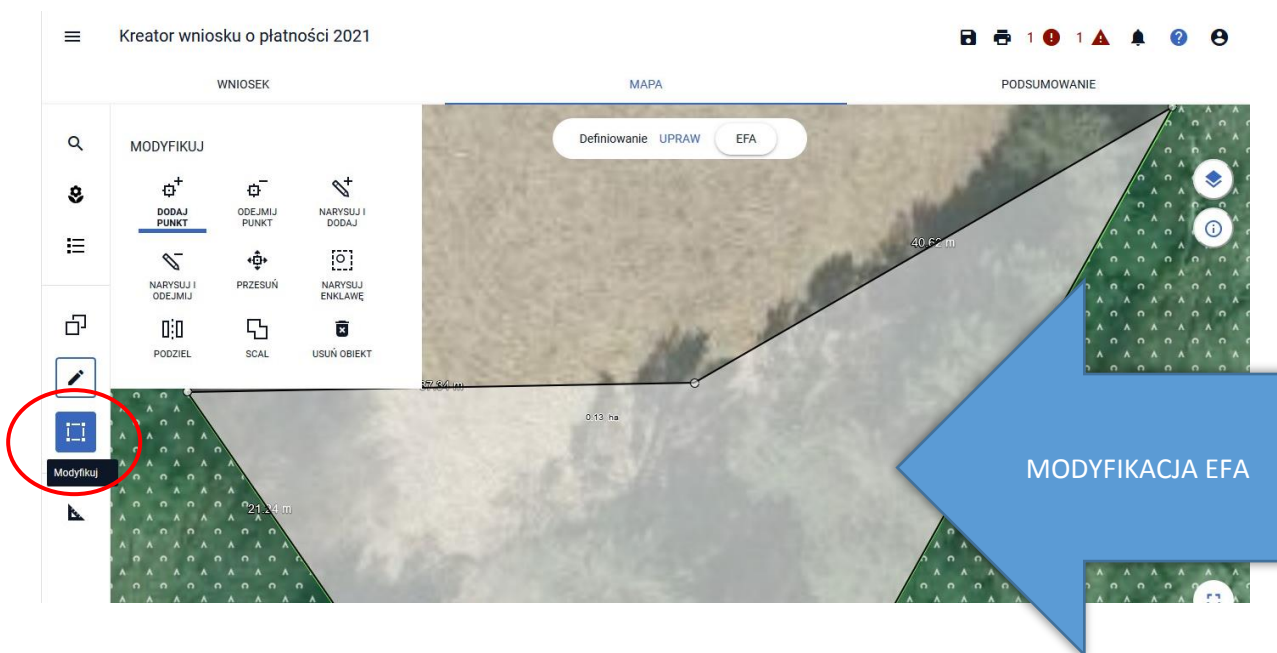 Kreator wniosku o płatności 2021
1 1
WNIOSEK MAPA PODSUMOWANIE
MODYFIKUJ
Definiowanie UPRAW EFA
DODAJ
PUNKT
ODEJMIJ
PUNKT
NARYSUJ I
DODAJ
NARYSUJ I
ODEJMIJ
PRZESUŃ
NARYSUJ
ENKLAWĘ
PODZIEL
SCAL
USUŃ OBIEKT
40.62 m
37.34 m
0.13 ha
Modyfikuj
21.24 m
MODYFIKACJA EFA